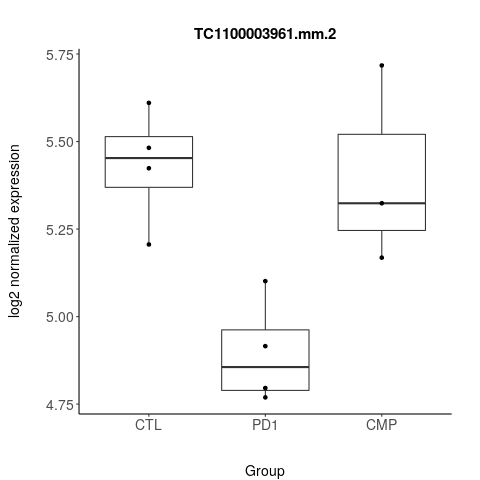 TC1100003961.mm.2
log2 normalized expression
5.75
5.50
5.25
5.00
4.75
CTL PD1 CMP
Group